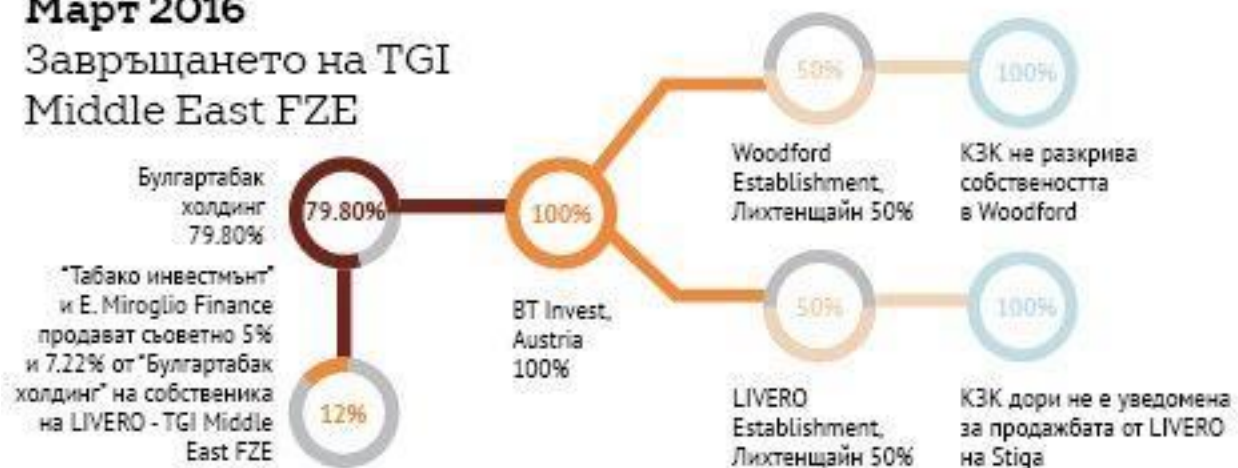 Март 2016
Завръщането на TGI
Middle East FZE
Булгартабак
холдинг
79.80%
79.80%
"Табако инвестмънт"
и E. Miroglio Finance
продават съоветно 5%
и 7.22% от "Булгартабак
холдинг" на собственика
на LIVERO - TGI Middle
East FZE
12%
100%
BT Invest,
Austria
100%
50%
Woodford
Establishment,
Лихтенщайн 50%
100%
КЗК не разкрива
собствеността
в Woodford
50%
LIVERO
Establishment,
Лихтенщайн 50%
100%
КЗК дори не е уведомена
за продажбата от LIVERO
на Stiga